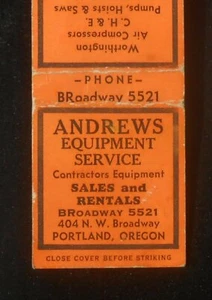 Worthington
Air Compressors
C. H. & E.
Pumps, Hoists & Saws
- PHONE -
BRoadway 5521
ANDREWS
EQUIPMENT
SERVICE
Contractors Equipment
SALES and
RENTALS
BROADWAY 5521
404 N. W. Broadway
PORTLAND, OREGON
CLOSE COVER BEFORE STRIKING